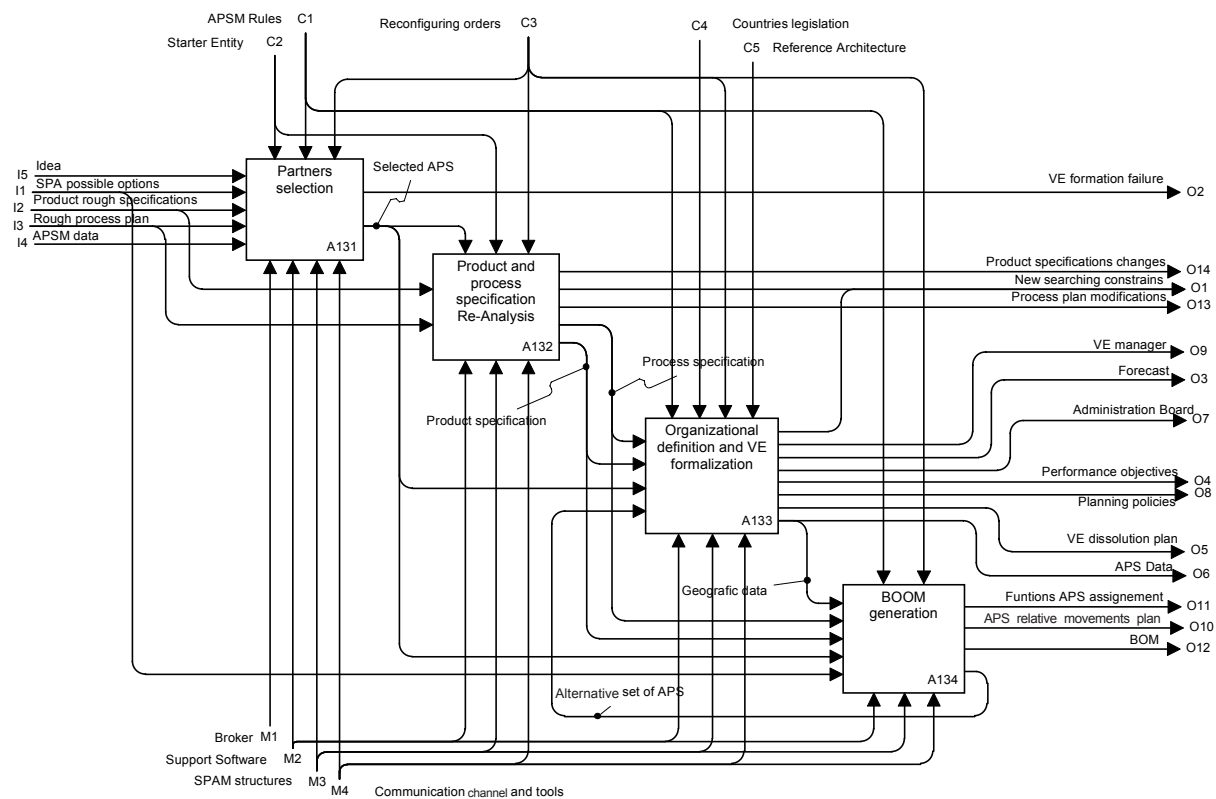 APSM Rules C1
Starter Entity C2
Reconfiguring orders C3
C4 Countries legislation
C5 Reference Architecture
I5 Idea
I1 SPA possible options
I2 Product rough specifications
I3 Rough process plan
I4 APSM data
Partners
selection
A131
Selected APS
VE formation failure O2
Product and
process
specification
Re-Analysis
A132
Product specifications changes O14
New searching constrains O1
Process plan modifications O13
Process specification
Product specification
VE manager O9
Forecast O3
Administration Board O7
Organizational
definition and VE
formalization
A133
Performance objectives O4
Planning policies O8
VE dissolution plan O5
APS Data O6
Geografic data
BOOM
generation
A134
Funtions APS assignement O11
APS relative movements plan O10
BOM O12
Alternative set of APS
Broker M1
Support Software M2
SPAM structures M3
M4 Communication channel and tools